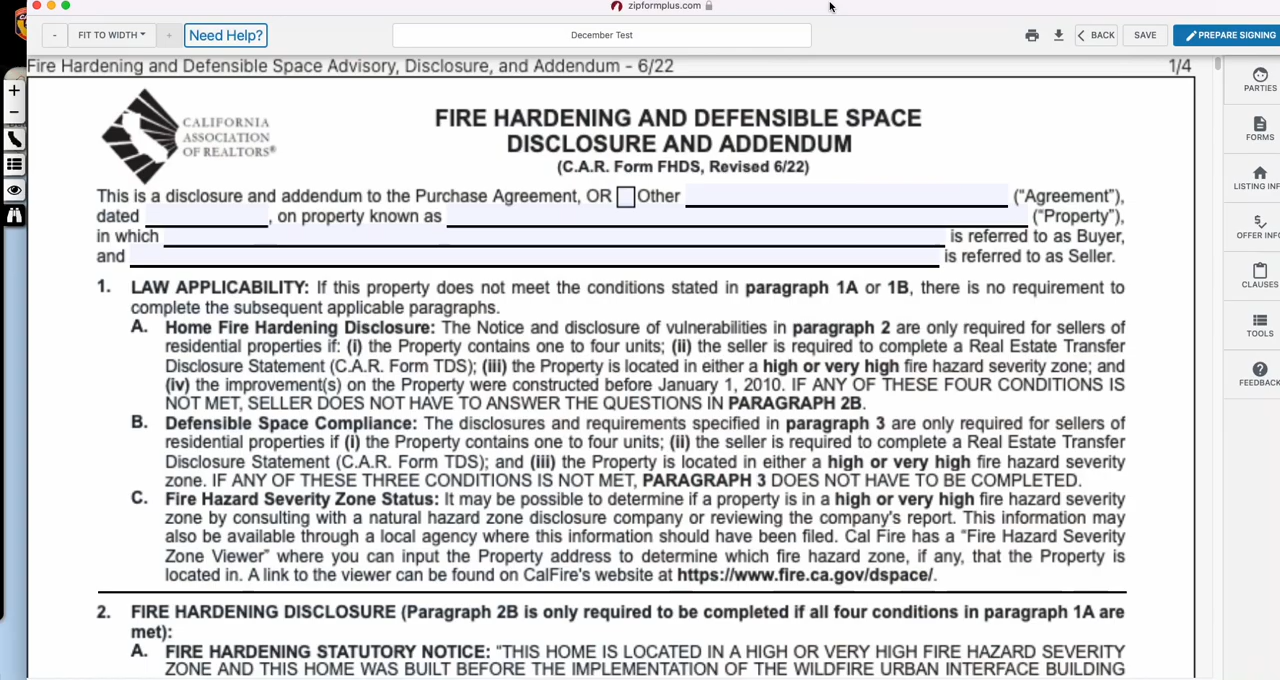 zipformplus.com
-
FIT TO WIDTH
+
Need Help?
December Test
BACK
SAVE
PREPARE SIGNING
Fire Hardening and Defensible Space Advisory, Disclosure, and Addendum - 6/22
1/4
CALIFORNIA
ASSOCIATION
OF REALTORS®
FIRE HARDENING AND DEFENSIBLE SPACE
DISCLOSURE AND ADDENDUM
(C.A.R. Form FHDS, Revised 6/22)
This is a disclosure and addendum to the Purchase Agreement, OR Other (“Agreement”),
dated , on property known as (“Property”),
in which is referred to as Buyer,
and is referred to as Seller.
1. LAW APPLICABILITY: If this property does not meet the conditions stated in paragraph 1A or 1B, there is no requirement to
complete the subsequent applicable paragraphs.
A. Home Fire Hardening Disclosure: The Notice and disclosure of vulnerabilities in paragraph 2 are only required for sellers of
residential properties if: (i) the Property contains one to four units; (ii) the seller is required to complete a Real Estate Transfer
Disclosure Statement (C.A.R. Form TDS); (iii) the Property is located in either a high or very high fire hazard severity zone; and
(iv) the improvement(s) on the Property were constructed before January 1, 2010. IF ANY OF THESE FOUR CONDITIONS IS
NOT MET, SELLER DOES NOT HAVE TO ANSWER THE QUESTIONS IN PARAGRAPH 2B.
B. Defensible Space Compliance: The disclosures and requirements specified in paragraph 3 are only required for sellers of
residential properties if (i) the Property contains one to four units; (ii) the seller is required to complete a Real Estate Transfer
Disclosure Statement (C.A.R. Form TDS); and (iii) the Property is located in either a high or very high fire hazard severity
zone. IF ANY OF THESE THREE CONDITIONS IS NOT MET, PARAGRAPH 3 DOES NOT HAVE TO BE COMPLETED.
C. Fire Hazard Severity Zone Status: It may be possible to determine if a property is in a high or very high fire hazard severity
zone by consulting with a natural hazard zone disclosure company or reviewing the company's report. This information may
also be available through a local agency where this information should have been filed. Cal Fire has a “Fire Hazard Severity
Zone Viewer” where you can input the Property address to determine which fire hazard zone, if any, that the Property is
located in. A link to the viewer can be found on CalFire's website at https://www.fire.ca.gov/dspace/.
2. FIRE HARDENING DISCLOSURE (Paragraph 2B is only required to be completed if all four conditions in paragraph 1A are
met):
A. FIRE HARDENING STATUTORY NOTICE: “THIS HOME IS LOCATED IN A HIGH OR VERY HIGH FIRE HAZARD SEVERITY
ZONE AND THIS HOME WAS BUILT BEFORE THE IMPLEMENTATION OF THE WILDFIRE URBAN INTERFACE BUILDING
PARTIES
FORMS
LISTING INF
OFFER INFO
CLAUSES
TOOLS
FEEDBACK